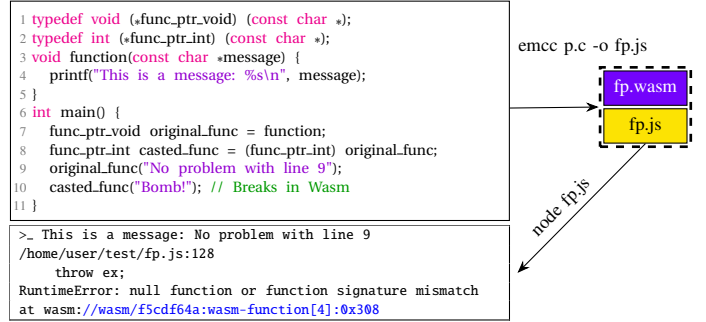 1 typedef void (*func_ptr_void) (const char *);
2 typedef int (*func_ptr_int) (const char *);
3 void function(const char *message) {
4 printf("This is a message: %s\n", message);
5 }
6 int main() {
7 func_ptr_void original_func = function;
8 func_ptr_int casted_func = (func_ptr_int) original_func;
9 original_func("No problem with line 9");
10 casted_func("Bomb!"); // Breaks in Wasm
11 }
emcc p.c -o fp.js
fp.wasm
fp.js
node fp.js
>_ This is a message: No problem with line 9
/home/user/test/fp.js:128
throw ex;
RuntimeError: null function or function signature mismatch
at wasm://wasm/f5cdf64a:wasm-function[4]:0x308